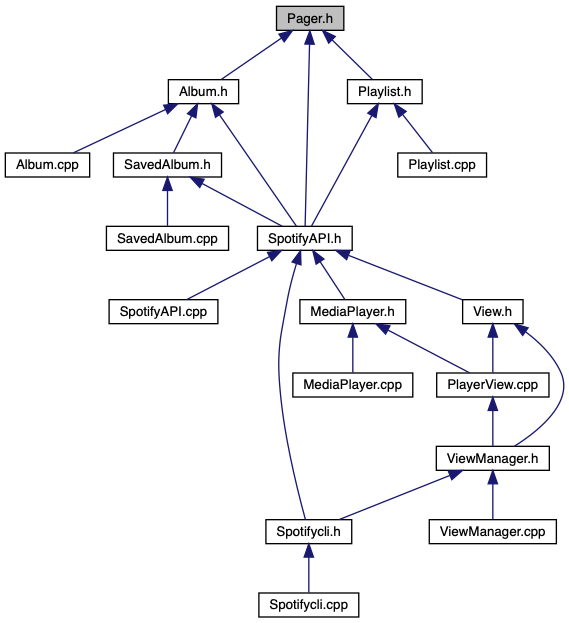 Pager.h
Album.h
Playlist.h
Album.cpp
SavedAlbum.h
Playlist.cpp
SavedAlbum.cpp
SpotifyAPI.h
SpotifyAPI.cpp
MediaPlayer.h
View.h
MediaPlayer.cpp
PlayerView.cpp
ViewManager.h
Spotifycli.h
ViewManager.cpp
Spotifycli.cpp